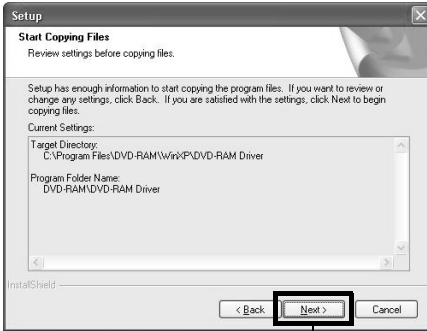 Setup
Start Copying Files
Review settings before copying files.
Setup has enough information to start copying the program files. If you want to review or
change any settings, click Back. If you are satisfied with the settings, click Next to begin
copying files.
Current Settings:
Target Directory:
C:\Program Files\DVD-RAM\WinXP\DVD-RAM Driver
Program Folder Name:
DVD-RAM\DVD-RAM Driver
InstallShield
< Back
Next >
Cancel